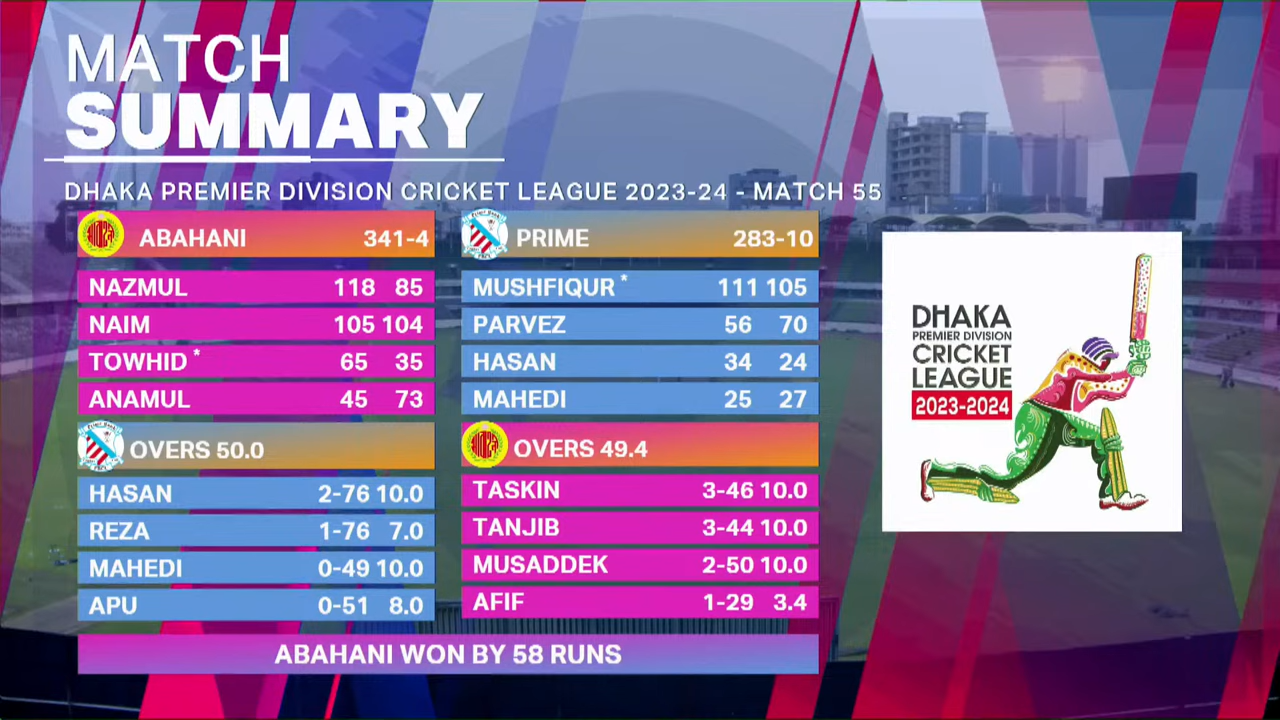 MATCH
SUMMARY
DHAKA PREMIER DIVISION CRICKET LEAGUE 2023-24 - MATCH 55
ABAHANI 341-4
NAZMUL 118 85
NAIM 105 104
TOWHID * 65 35
ANAMUL 45 73
OVERS 50.0
HASAN 2-76 10.0
REZA 1-76 7.0
MAHEDI 0-49 10.0
APU 0-51 8.0
PRIME 283-10
MUSHFIQUR * 111 105
PARVEZ 56 70
HASAN 34 24
MAHEDI 25 27
OVERS 49.4
TASKIN 3-46 10.0
TANJIB 3-44 10.0
MUSADDEK 2-50 10.0
AFIF 1-29 3.4
ABAHANI WON BY 58 RUNS
DHAKA
PREMIER DIVISION
CRICKET
LEAGUE
2023-2024